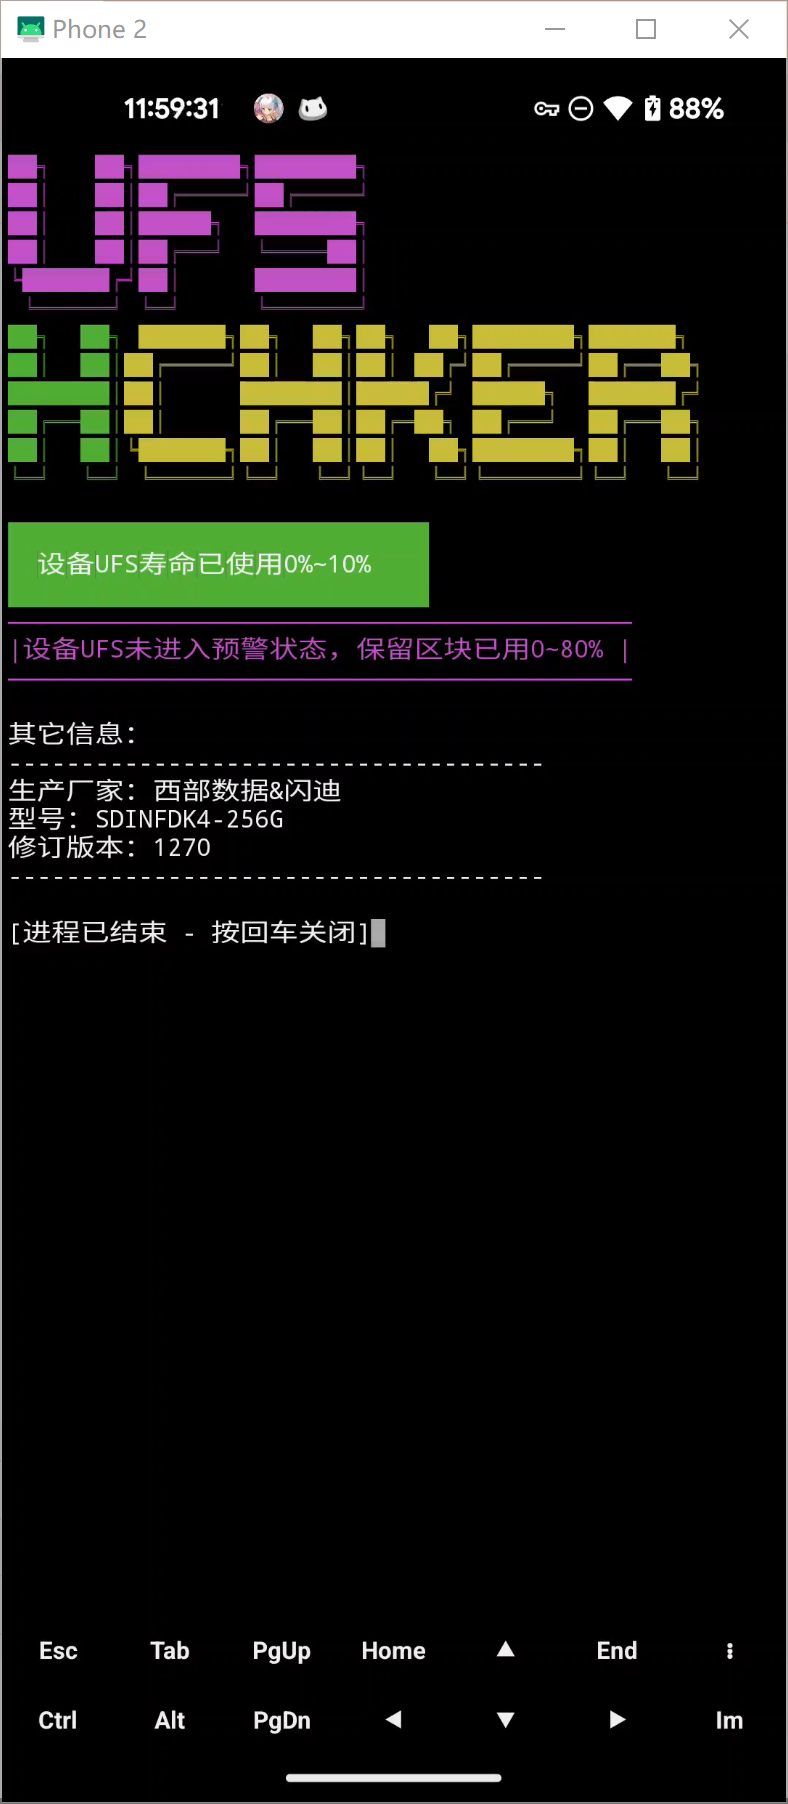 Phone 2
11:59:31 88%
UFS
HCHKER
设备UFS寿命已使用0%~10%
|设备UFS未进入预警状态，保留区块已用0~80% |
其它信息：
-------------------------------------
生产厂家：西部数据&闪迪
型号：SDINFDK4-256G
修订版本：1270
-------------------------------------
[进程已结束 - 按回车关闭]
Esc Tab PgUp Home ▲ End ⋮
Ctrl Alt PgDn ◀ ▼ ▶ Im